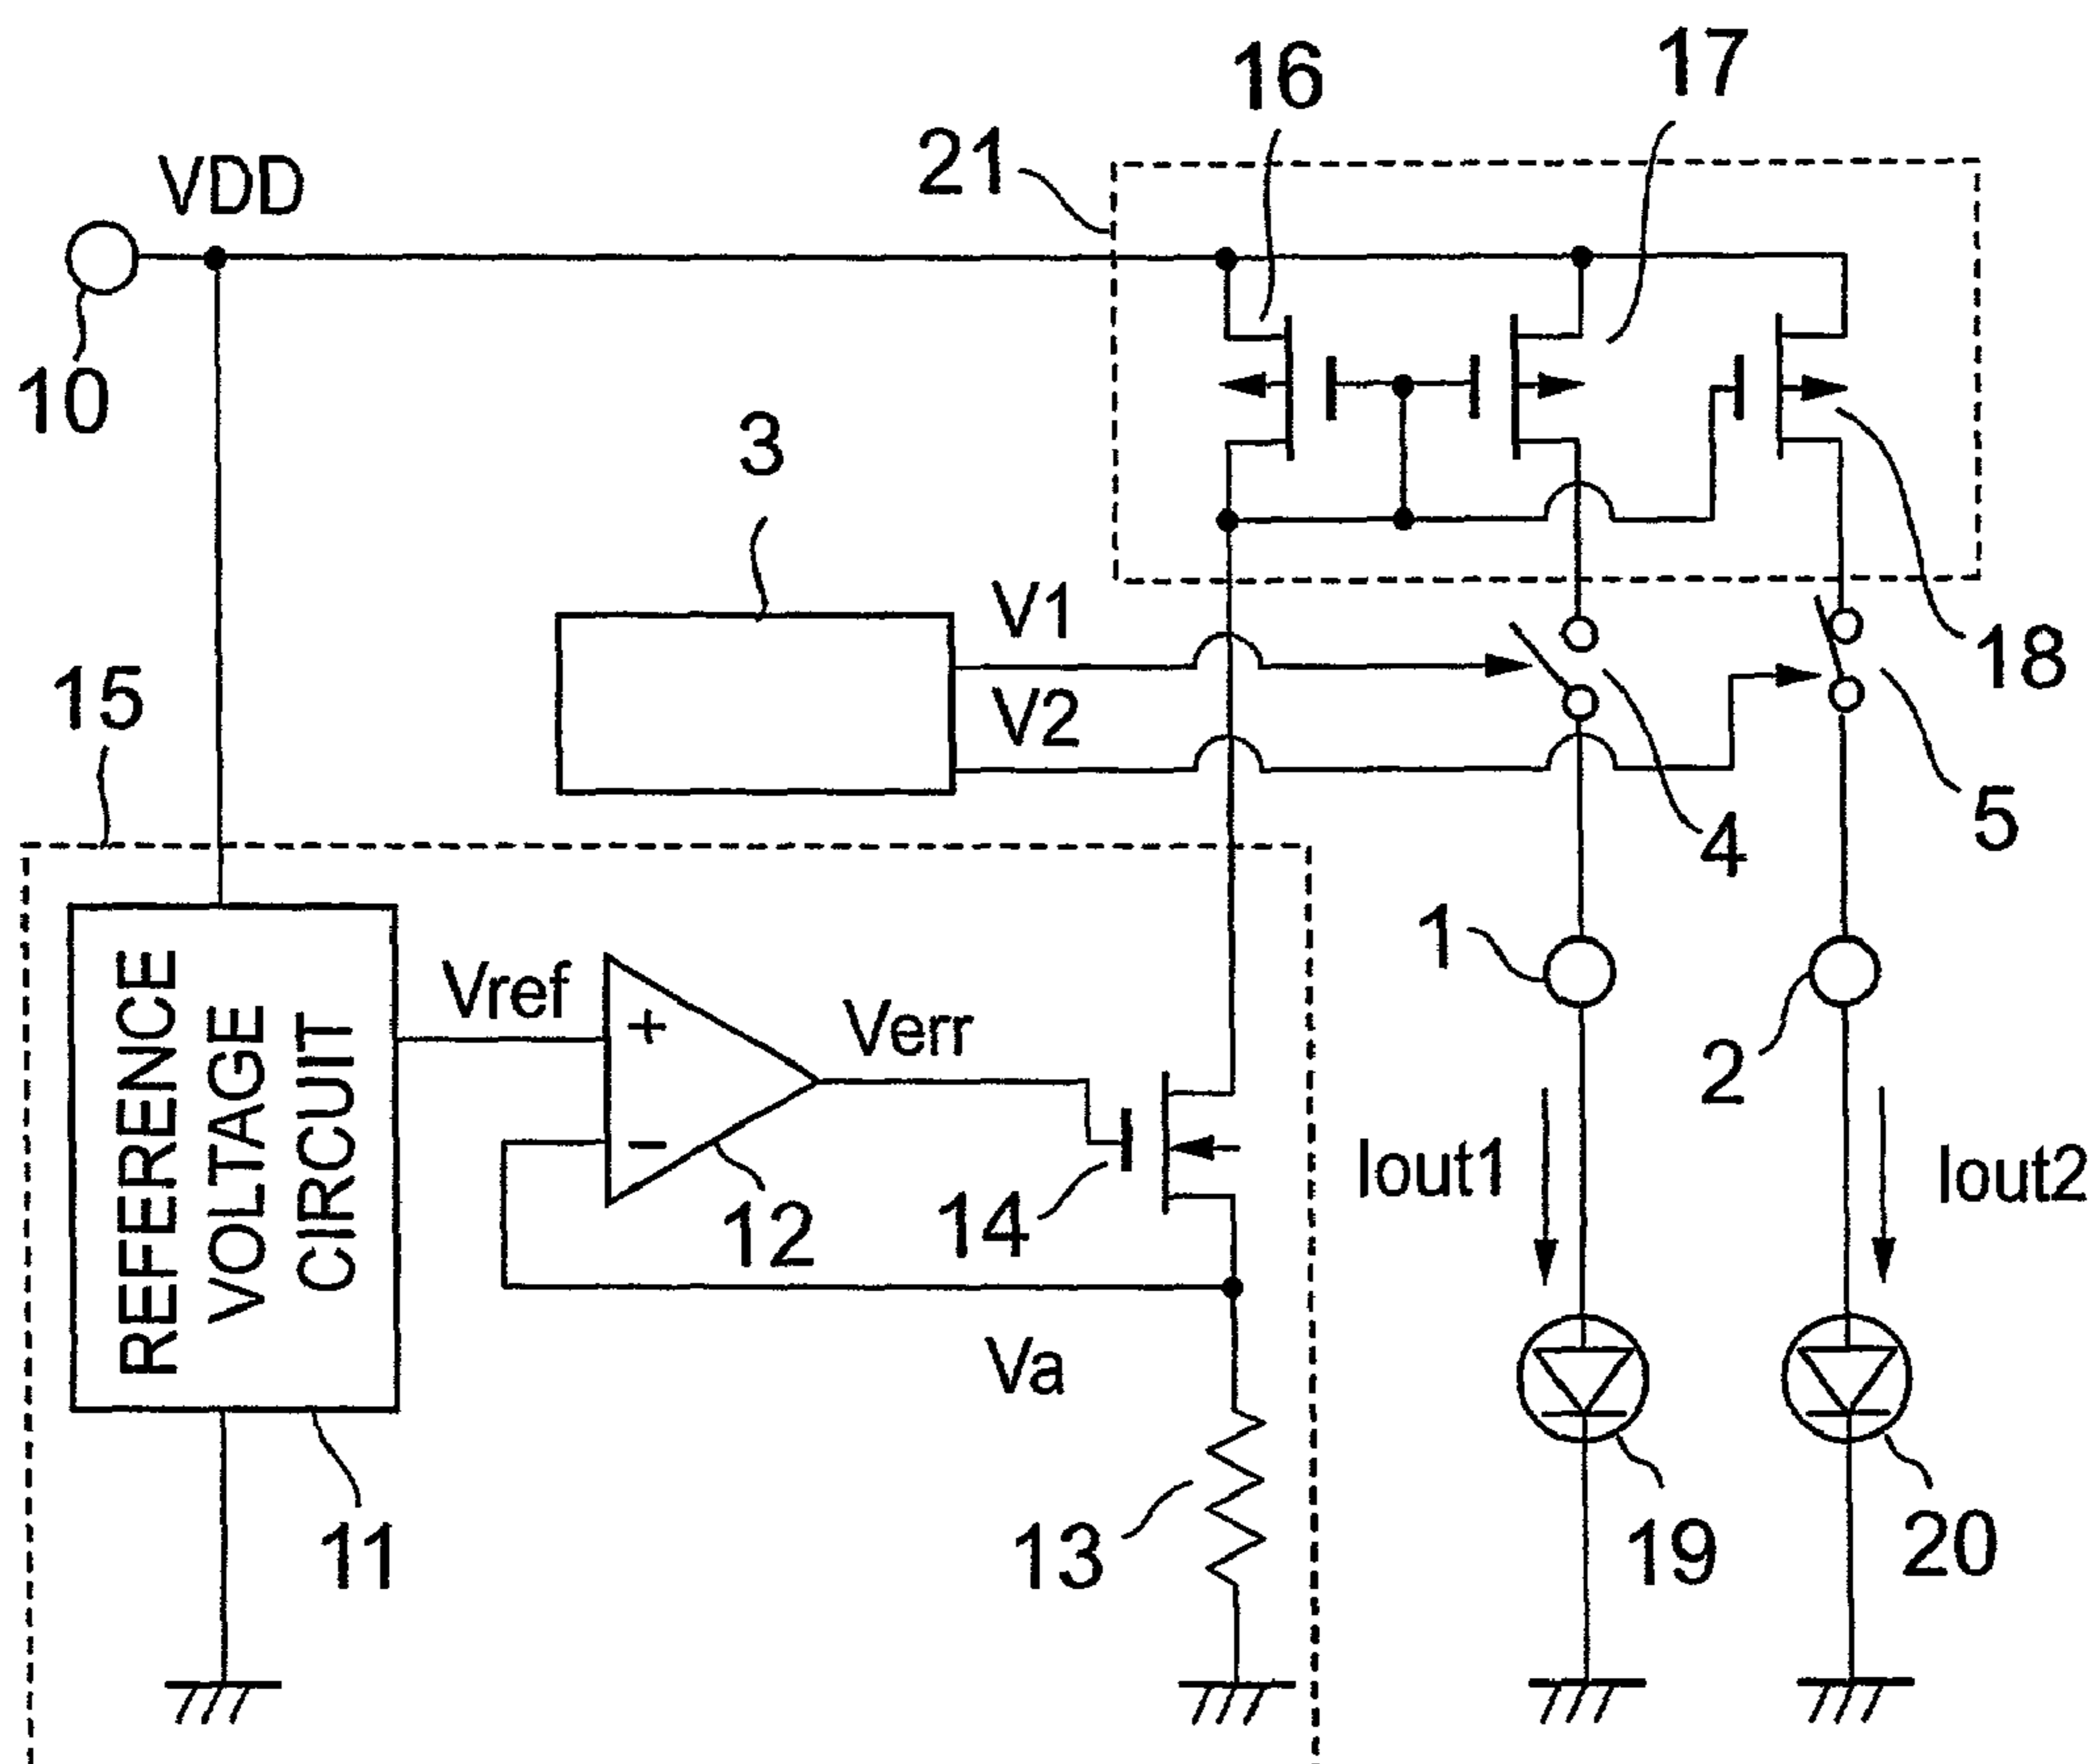 16
17
21
VDD
10
3
V1
18
15
V2
4
5
1
Vref
+
Verr
2
REFERENCE
VOLTAGE
CIRCUIT
−
12
14
Iout1
Iout2
Va
11
13
19
20